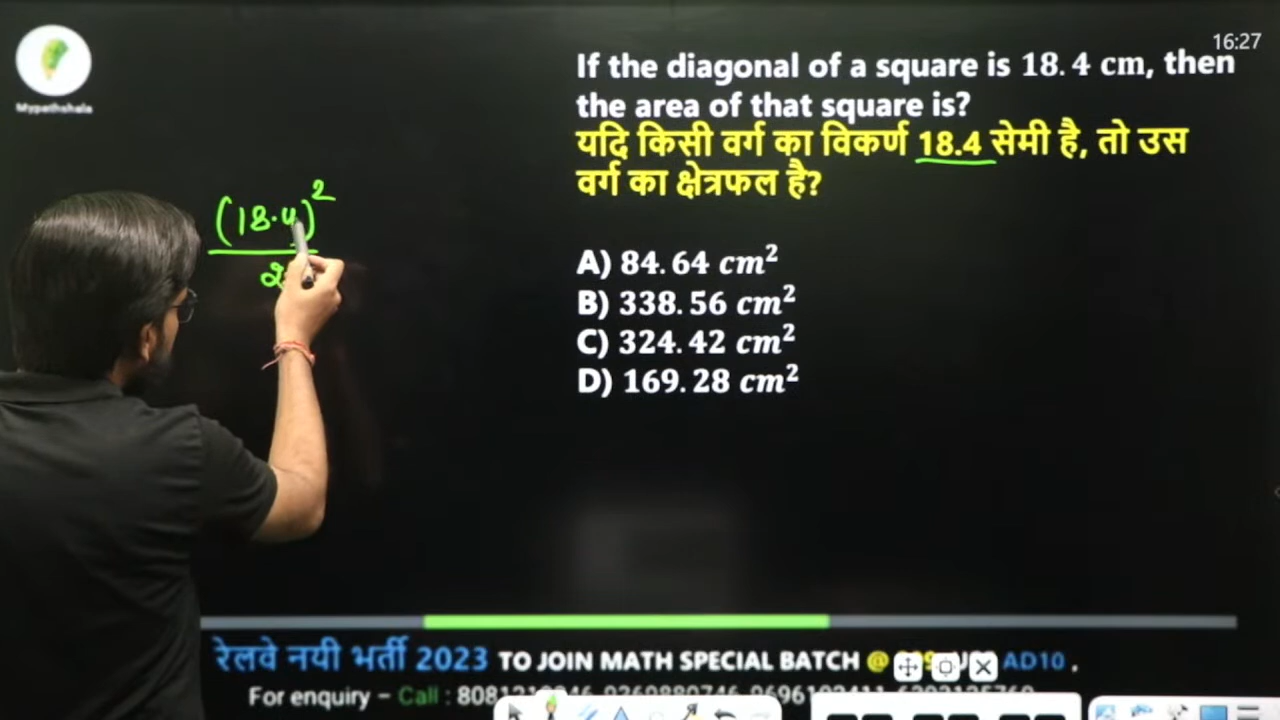 16:27
Mypathshala
If the diagonal of a square is 18.4 cm, then
the area of that square is?
यदि किसी वर्ग का विकर्ण 18.4 सेमी है, तो उस
वर्ग का क्षेत्रफल है?
(18.4)²
2
A) 84.64 cm²
B) 338.56 cm²
C) 324.42 cm²
D) 169.28 cm²
रेलवे नयी भर्ती 2023 TO JOIN MATH SPECIAL BATCH @ AD10 .
For enquiry – Call :